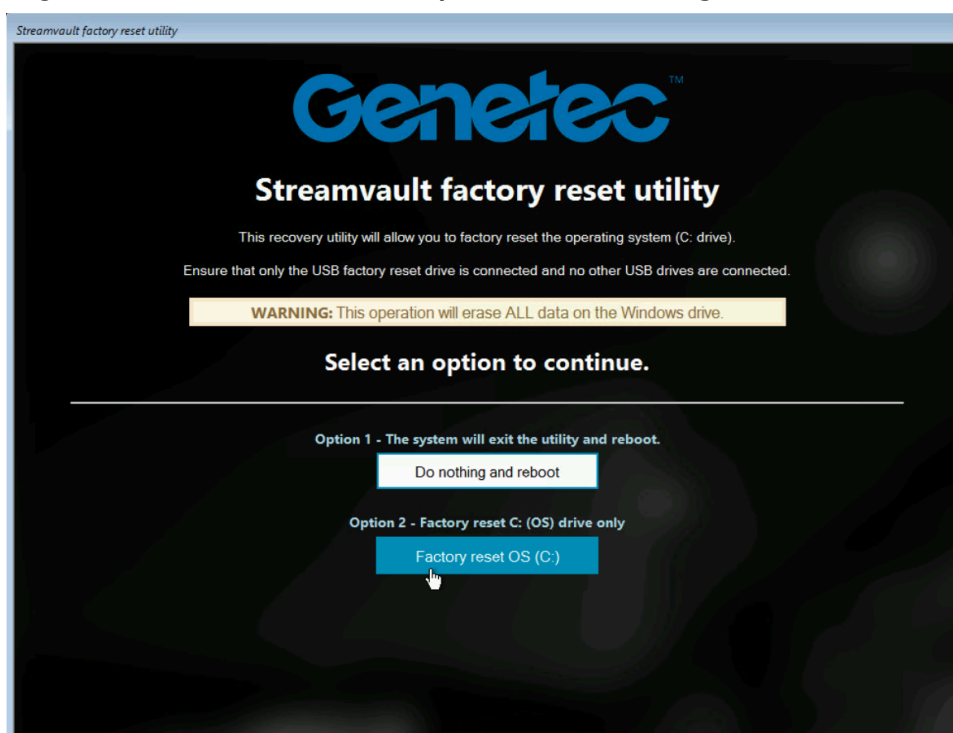 Streamvault factory reset utility
Genetec™
Streamvault factory reset utility
This recovery utility will allow you to factory reset the operating system (C: drive).
Ensure that only the USB factory reset drive is connected and no other USB drives are connected.
WARNING: This operation will erase ALL data on the Windows drive.
Select an option to continue.
Option 1 - The system will exit the utility and reboot.
Do nothing and reboot
Option 2 - Factory reset C: (OS) drive only
Factory reset OS (C:)